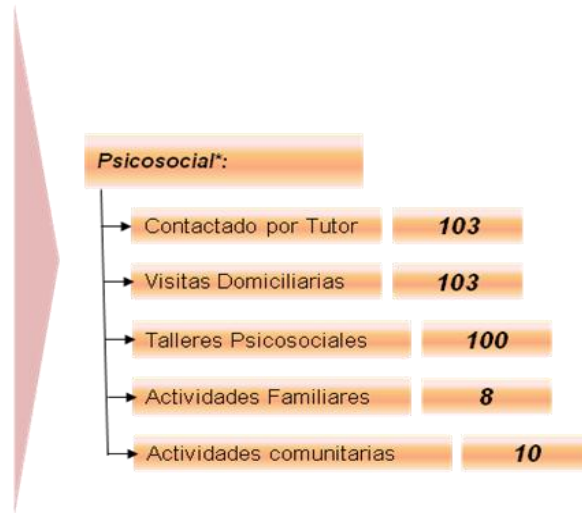 Psicosocial*:
Contactado por Tutor 103
Visitas Domiciliarias 103
Talleres Psicosociales 100
Actividades Familiares 8
Actividades comunitarias 10